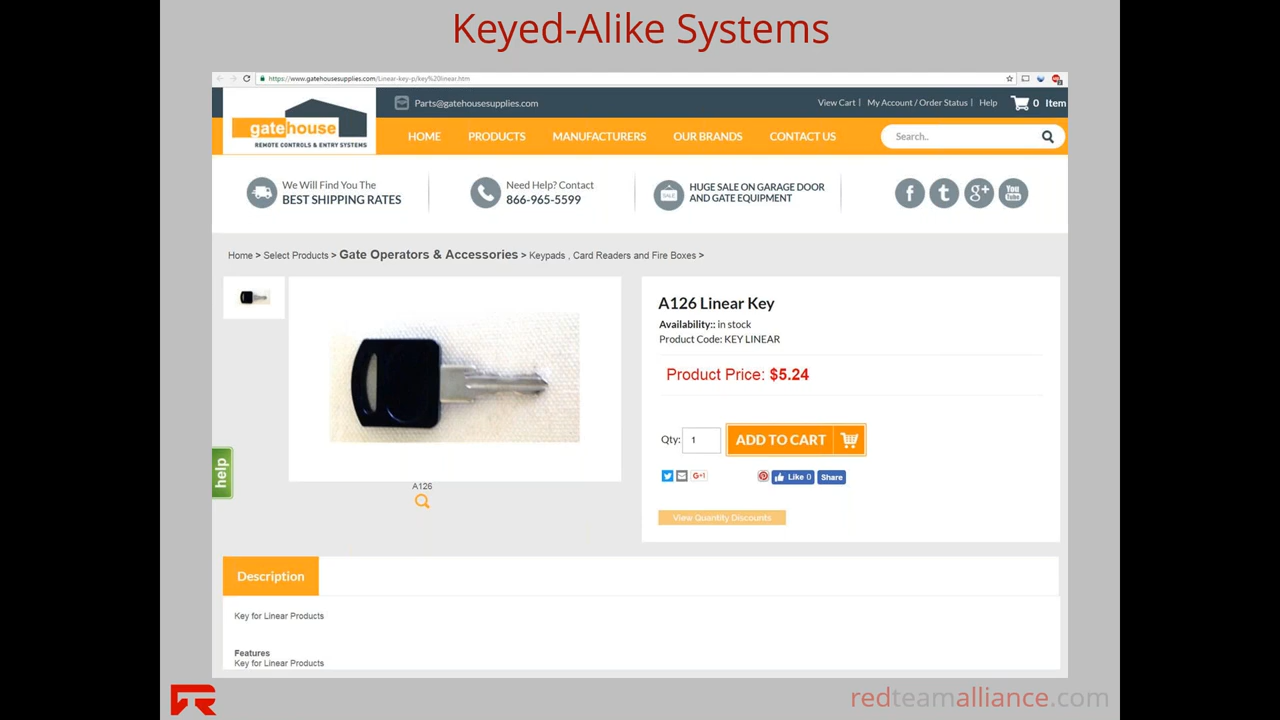 Keyed-Alike Systems
https://www.gatehousesupplies.com/Linear-key-p/key%20linear.htm
Parts@gatehousesupplies.com
View Cart | My Account / Order Status | Help 0 Item
gatehouse
REMOTE CONTROLS & ENTRY SYSTEMS
HOME PRODUCTS MANUFACTURERS OUR BRANDS CONTACT US Search..
We Will Find You The
BEST SHIPPING RATES
Need Help? Contact
866-965-5599
SALE
HUGE SALE ON GARAGE DOOR
AND GATE EQUIPMENT
f t g+ You Tube
Home > Select Products > Gate Operators & Accessories > Keypads , Card Readers and Fire Boxes >
A126 Linear Key
Availability:: in stock
Product Code: KEY LINEAR
Product Price: $5.24
Qty: 1 ADD TO CART
G+1 Like 0 Share
View Quantity Discounts
A126
help
Description
Key for Linear Products
Features
Key for Linear Products
redteamalliance.com